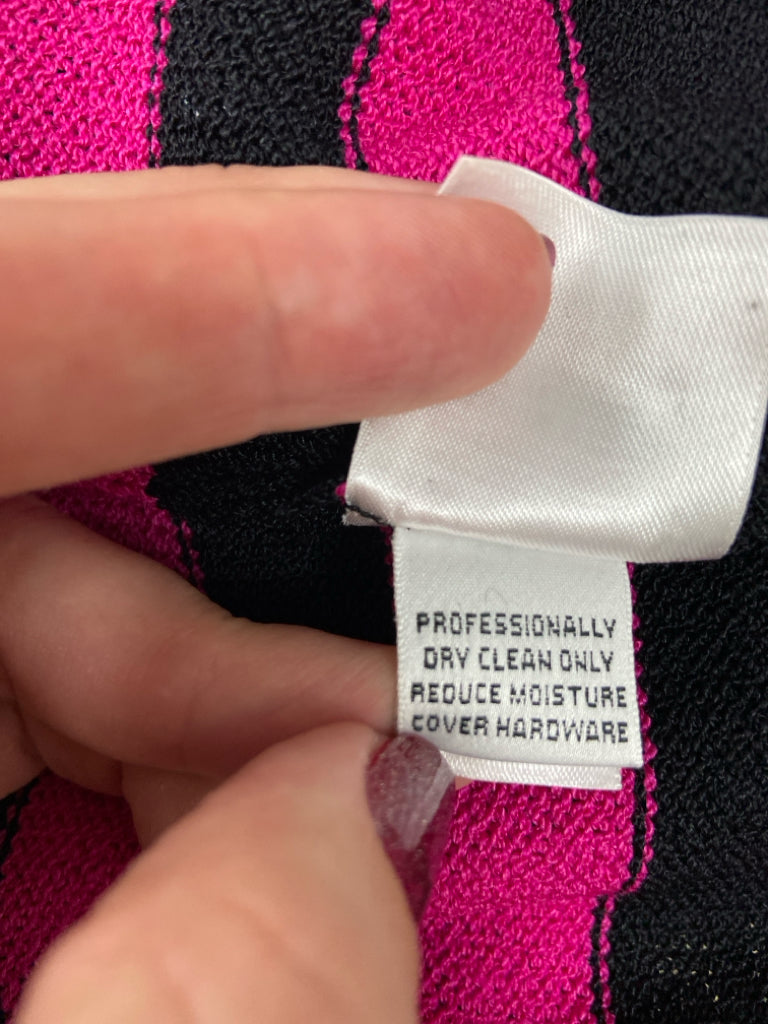 PROFESSIONALLY
DRY CLEAN ONLY
REDUCE MOISTURE
COVER HARDWARE